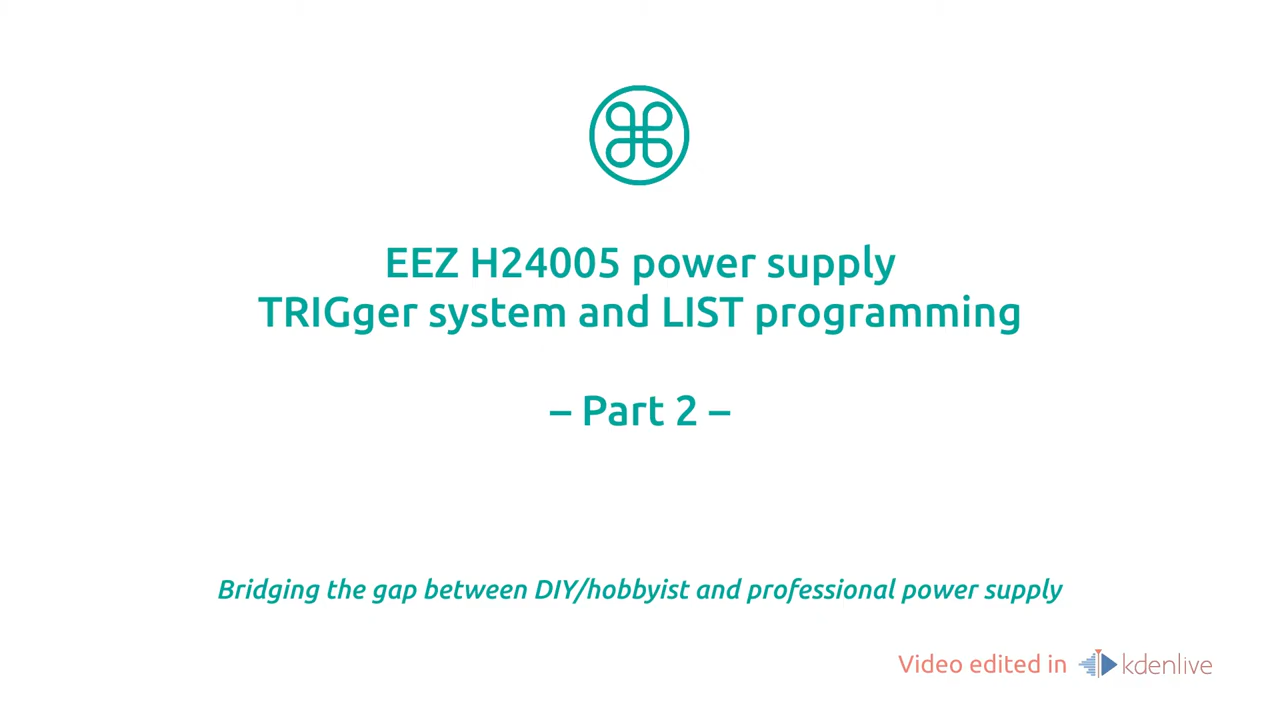 EEZ H24005 power supply
TRIGger system and LIST programming
– Part 2 –
Bridging the gap between DIY/hobbyist and professional power supply
Video edited in kdenlive